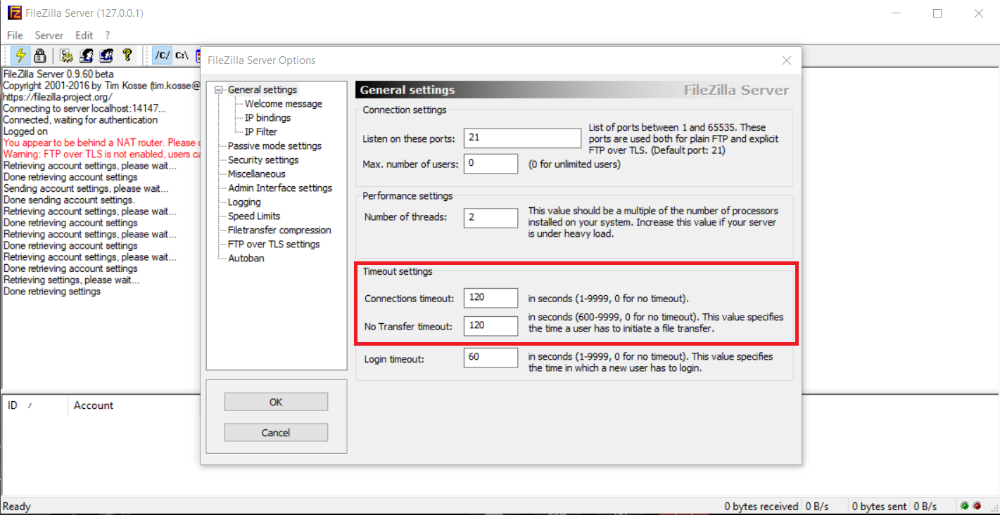 FileZilla Server (127.0.0.1)
File Server Edit ?
/C/ C:\
FileZilla Server 0.9.60 beta
Copyright 2001-2016 by Tim Kosse (tim.kosse@
https://filezilla-project.org/
Connecting to server localhost:14147...
Connected, waiting for authentication
Logged on
You appear to be behind a NAT router. Please
Warning: FTP over TLS is not enabled, users
Retrieving account settings, please wait...
Done retrieving account settings
Sending account settings, please wait...
Done sending account settings.
Retrieving account settings, please wait...
Done retrieving account settings
Retrieving account settings, please wait...
Done retrieving account settings
Retrieving account settings, please wait...
Done retrieving account settings
Retrieving settings, please wait...
Done retrieving settings
FileZilla Server Options
General settings
Welcome message
IP bindings
IP Filter
Passive mode settings
Security settings
Miscellaneous
Admin Interface settings
Logging
Speed Limits
Filetransfer compression
FTP over TLS settings
Autoban
OK
Cancel
General settings FileZilla Server
Connection settings
Listen on these ports: 21
List of ports between 1 and 65535. These
ports are used both for plain FTP and explicit
FTP over TLS. (Default port: 21)
Max. number of users: 0 (0 for unlimited users)
Performance settings
Number of threads: 2
This value should be a multiple of the number of processors
installed on your system. Increase this value if your server
is under heavy load.
Timeout settings
Connections timeout: 120 in seconds (1-9999, 0 for no timeout).
No Transfer timeout: 120
in seconds (600-9999, 0 for no timeout). This value specifies
the time a user has to initiate a file transfer.
Login timeout: 60
in seconds (1-9999, 0 for no timeout). This value specifies
the time in which a new user has to login.
ID / Account
Ready 0 bytes received 0 B/s 0 bytes sent 0 B/s